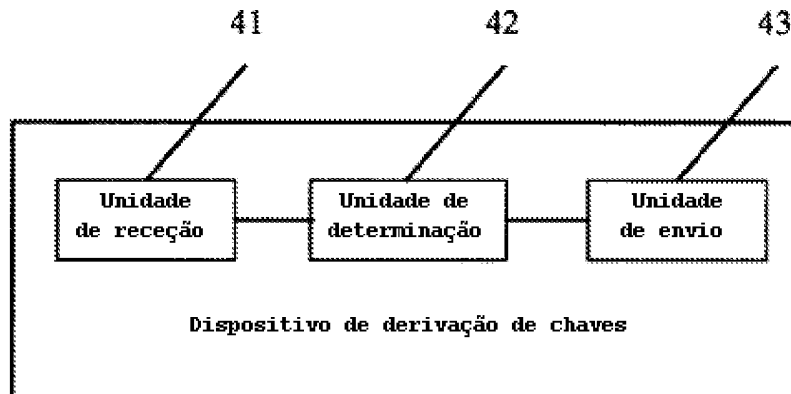 41 42 43
Unidade de receção
Unidade de determinação
Unidade de envio
Dispositivo de derivação de chaves